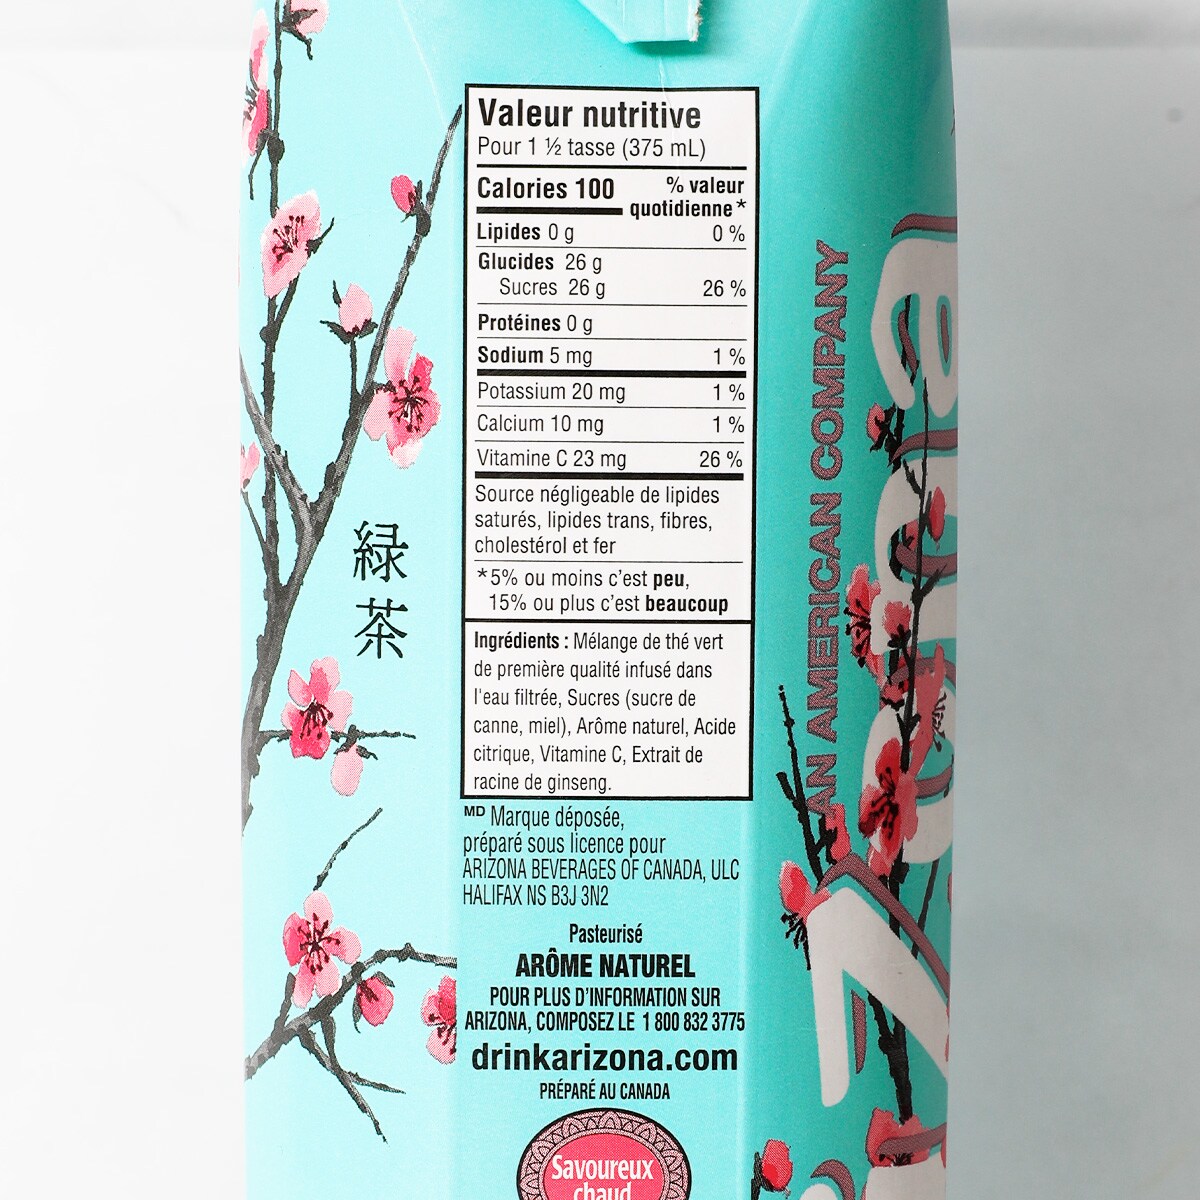 Valeur nutritive
Pour 1 ½ tasse (375 mL)
Calories 100
% valeur
quotidienne*
Lipides 0 g 0 %
Glucides 26 g
Sucres 26 g 26 %
Protéines 0 g
Sodium 5 mg 1 %
Potassium 20 mg 1 %
Calcium 10 mg 1 %
Vitamine C 23 mg 26 %
Source négligeable de lipides
saturés, lipides trans, fibres,
cholestérol et fer
*5% ou moins c'est peu,
15% ou plus c'est beaucoup
Ingrédients : Mélange de thé vert
de première qualité infusé dans
l'eau filtrée, Sucres (sucre de
canne, miel), Arôme naturel, Acide
citrique, Vitamine C, Extrait de
racine de ginseng.
MD Marque déposée,
préparé sous licence pour
ARIZONA BEVERAGES OF CANADA, ULC
HALIFAX NS B3J 3N2
Pasteurisé
ARÔME NATUREL
POUR PLUS D'INFORMATION SUR
ARIZONA, COMPOSEZ LE 1 800 832 3775
drinkarizona.com
PRÉPARÉ AU CANADA
Savoureux
chaud
緑茶
AN AMERICAN COMPANY